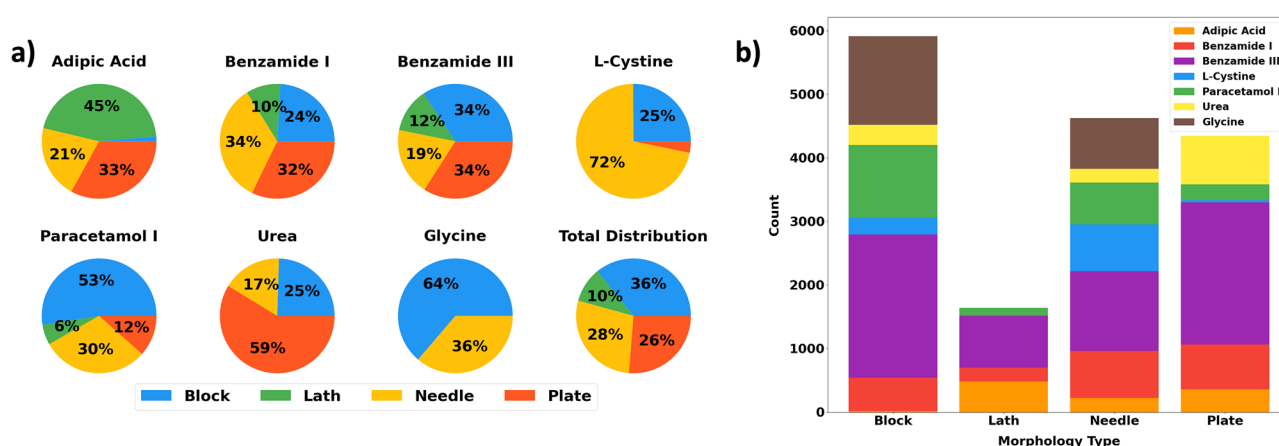 a)
Adipic Acid
45%
21%
33%
Benzamide I
10%
24%
34%
32%
Benzamide III
34%
12%
19%
34%
L-Cystine
25%
72%
Paracetamol I
53%
6%
12%
30%
Urea
17%
25%
59%
Glycine
64%
36%
Total Distribution
36%
10%
28%
26%
Block Lath Needle Plate
b)
6000
5000
4000
3000
2000
1000
0
Count
Adipic Acid
Benzamide I
Benzamide III
L-Cystine
Paracetamol I
Urea
Glycine
Block Lath Needle Plate
Morphology Type